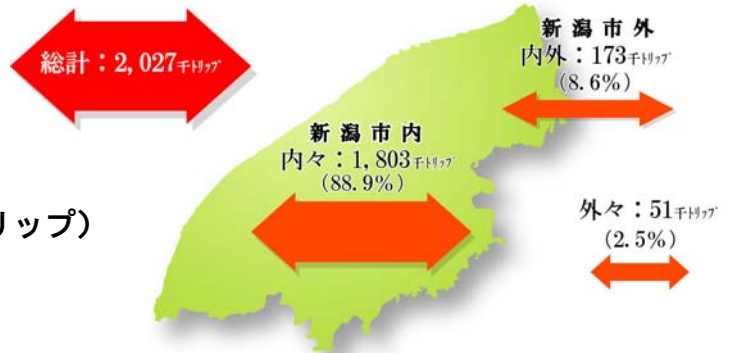 総計：2,027千トリップ
新潟市外
内外：173千トリップ
(8.6%)
新潟市内
内々：1,803千トリップ
(88.9%)
リップ）
外々：51千トリップ
(2.5%)